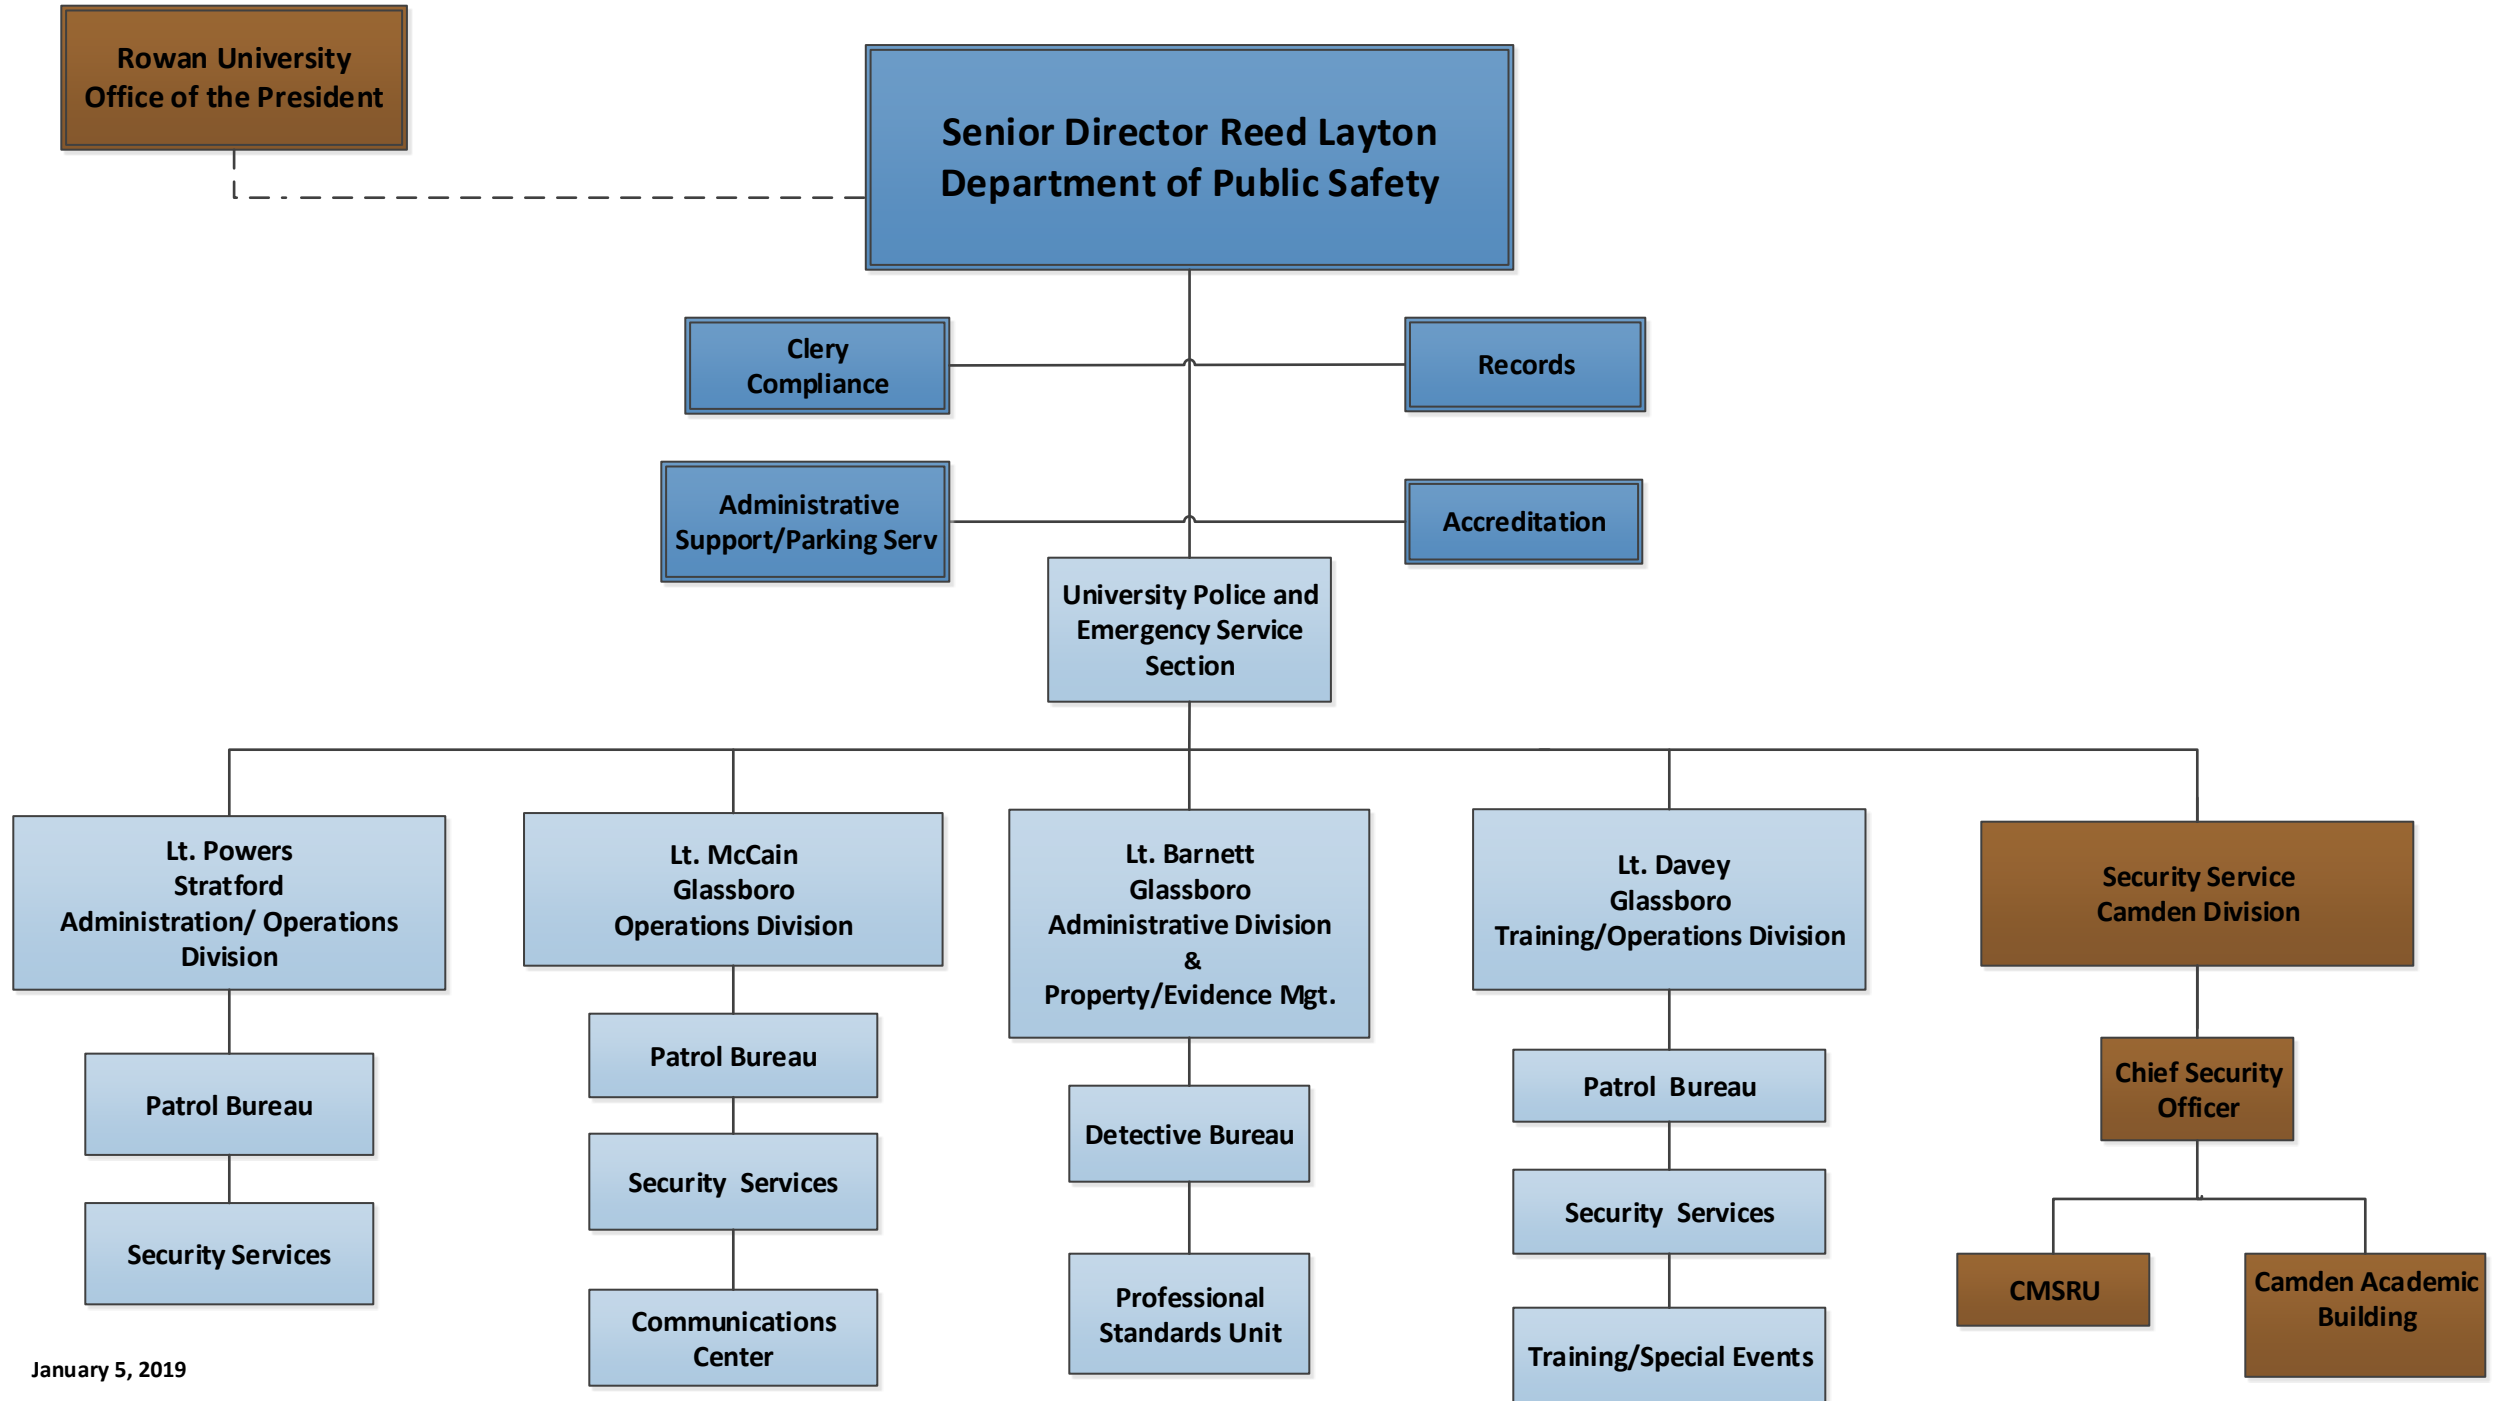 Rowan University
Office of the President
Senior Director Reed Layton
Department of Public Safety
Clery
Compliance
Records
Administrative
Support/Parking Serv
Accreditation
University Police and
Emergency Service
Section
Lt. Powers
Stratford
Administration/ Operations
Division
Patrol Bureau
Security Services
Lt. McCain
Glassboro
Operations Division
Patrol Bureau
Security Services
Communications
Center
Lt. Barnett
Glassboro
Administrative Division
&
Property/Evidence Mgt.
Detective Bureau
Professional
Standards Unit
Lt. Davey
Glassboro
Training/Operations Division
Patrol Bureau
Security Services
Training/Special Events
Security Service
Camden Division
Chief Security
Officer
CMSRU
Camden Academic
Building
January 5, 2019